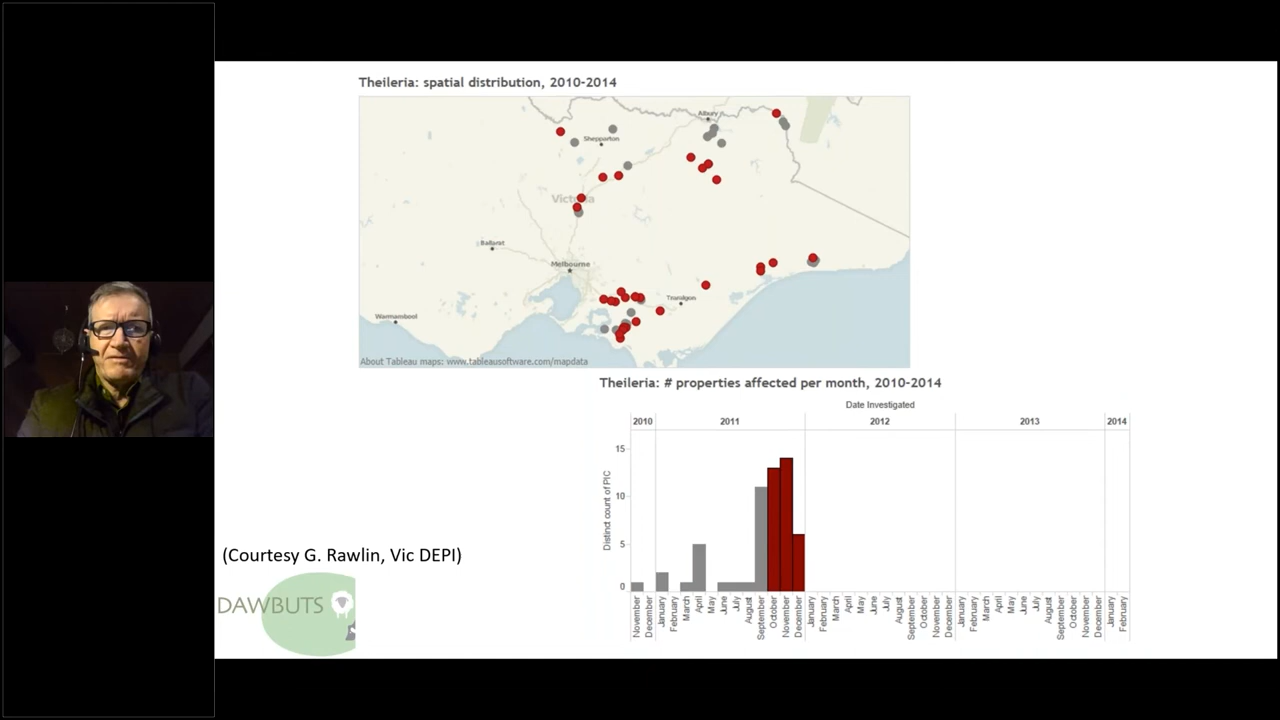 Theileria: spatial distribution, 2010-2014
Albury
Shepparton
Victoria
Ballarat
Melbourne
Traralgon
Warrnambool
About Tableau maps: www.tableausoftware.com/mapdata
Theileria: # properties affected per month, 2010-2014
Date Investigated
2010 2011 2012 2013 2014
Distinct count of PIC
15
10
5
0
November December January February March April May June July August September October November December January February March April May June July August September October November December January February March April May June July August September October November December January February
(Courtesy G. Rawlin, Vic DEPI)
DAWBUTS